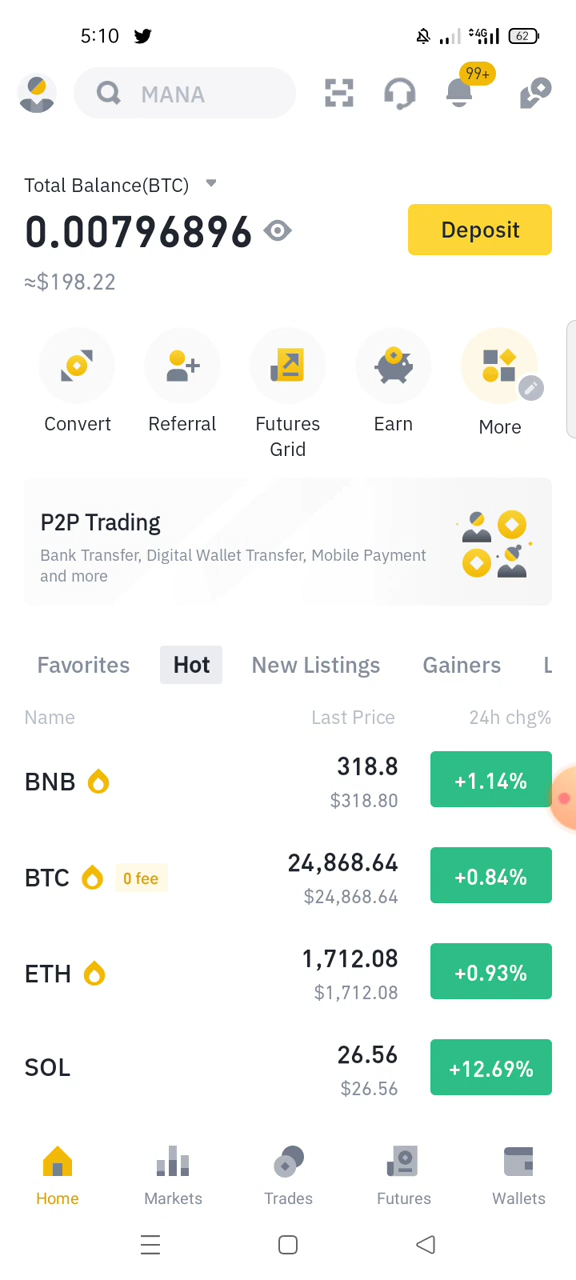 5:10
4G 62
MANA
99+
Total Balance(BTC)
0.00796896
Deposit
≈$198.22
Convert
Referral
Futures
Grid
Earn
More
P2P Trading
Bank Transfer, Digital Wallet Transfer, Mobile Payment
and more
Favorites Hot New Listings Gainers L
Name Last Price 24h chg%
BNB 318.8 +1.14%
$318.80
BTC 0 fee 24,868.64 +0.84%
$24,868.64
ETH 1,712.08 +0.93%
$1,712.08
SOL 26.56 +12.69%
$26.56
Home Markets Trades Futures Wallets